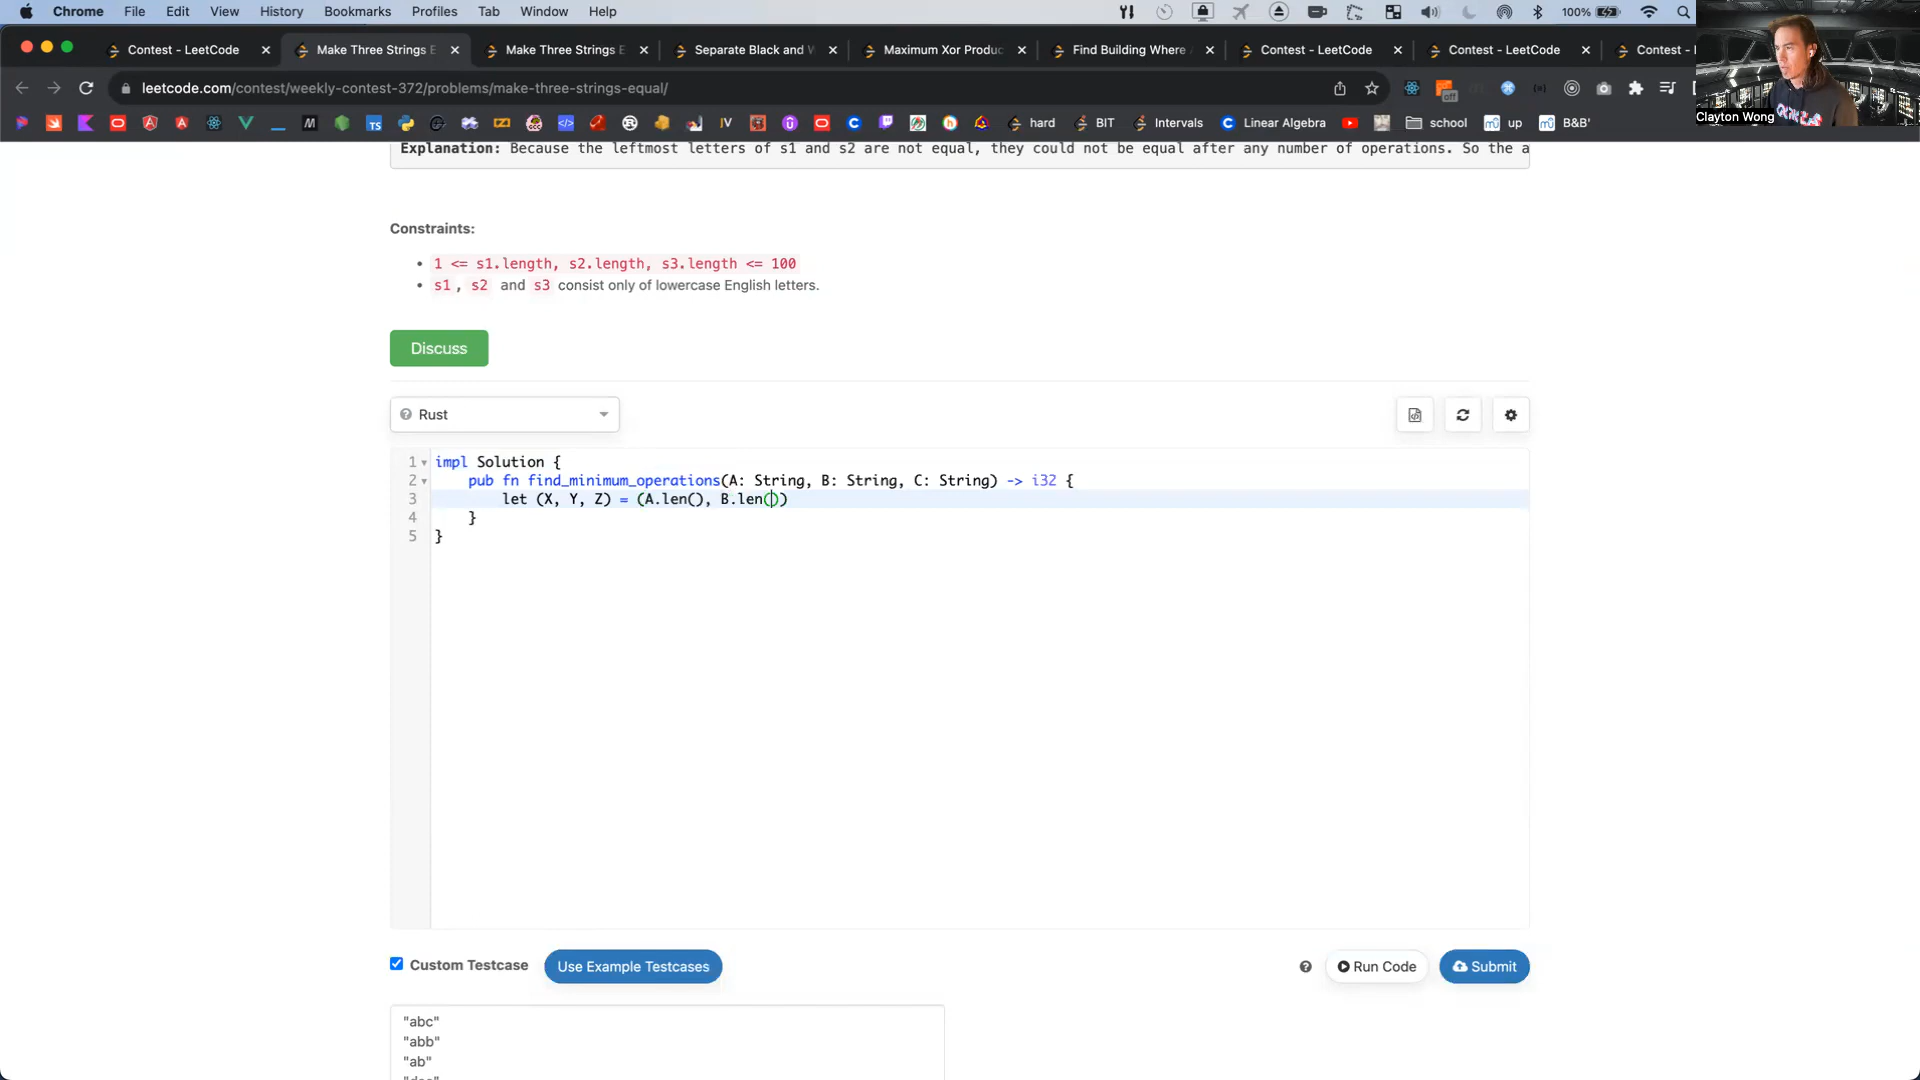 Chrome File Edit View History Bookmarks Profiles Tab Window Help 100%
Contest - LeetCode Make Three Strings E Make Three Strings E Separate Black and W Maximum Xor Produc Find Building Where Contest - LeetCode Contest - LeetCode Contest -
leetcode.com/contest/weekly-contest-372/problems/make-three-strings-equal/
Clayton Wong
hard BIT Intervals Linear Algebra school up B&B'
Explanation: Because the leftmost letters of s1 and s2 are not equal, they could not be equal after any number of operations. So the a
Constraints:
1 <= s1.length, s2.length, s3.length <= 100
s1 , s2 and s3 consist only of lowercase English letters.
Discuss
Rust
1 impl Solution {
2 pub fn find_minimum_operations(A: String, B: String, C: String) -> i32 {
3 let (X, Y, Z) = (A.len(), B.len())
4 }
5 }
Custom Testcase Use Example Testcases Run Code Submit
"abc"
"abb"
"ab"